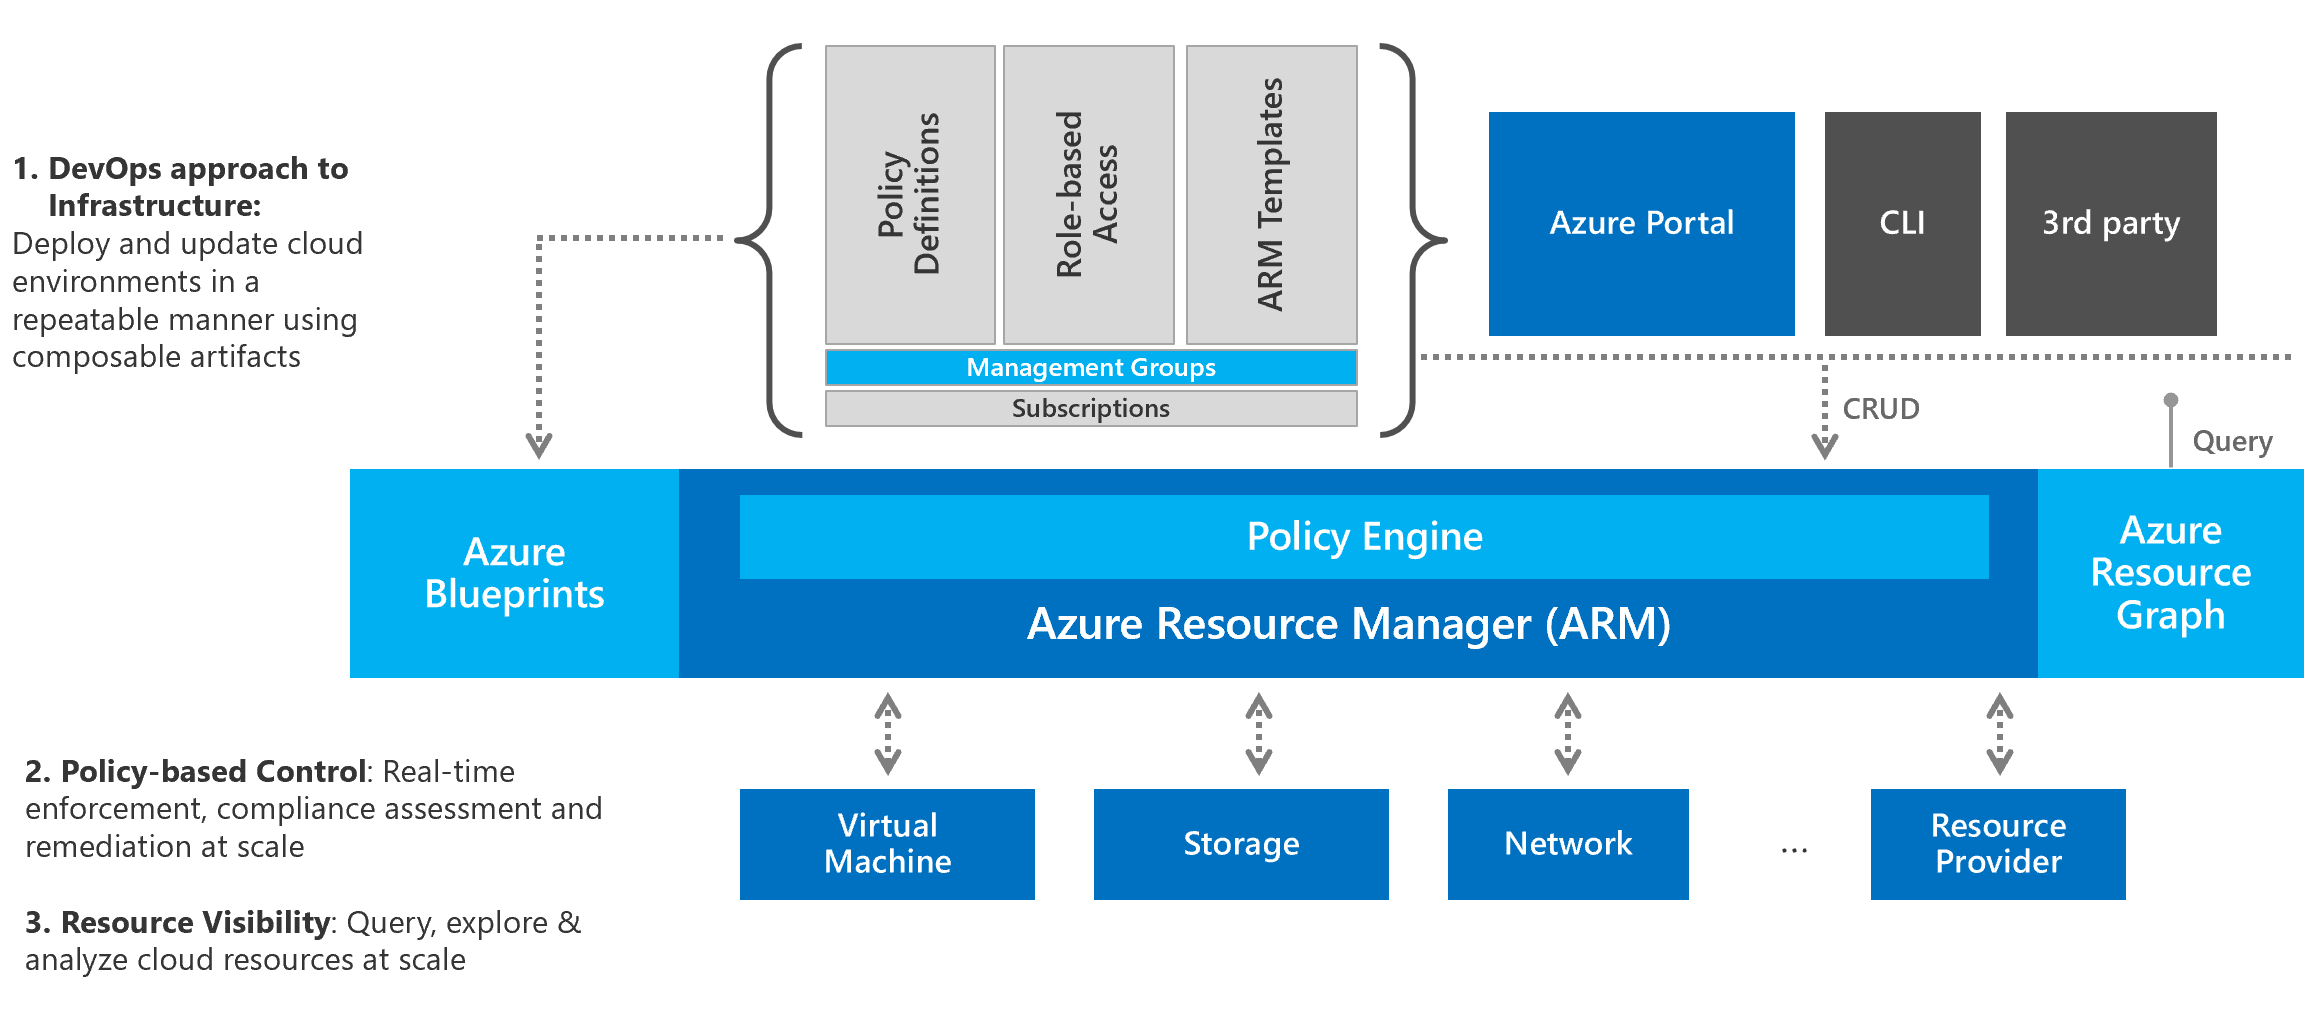 1. DevOps approach to
Infrastructure:
Deploy and update cloud
environments in a
repeatable manner using
composable artifacts
Policy
Definitions
Role-based
Access
ARM Templates
Management Groups
Subscriptions
Azure Portal
CLI
3rd party
CRUD
Query
Azure
Blueprints
Policy Engine
Azure Resource Manager (ARM)
Azure
Resource
Graph
Virtual
Machine
Storage
Network
...
Resource
Provider
2. Policy-based Control: Real-time
enforcement, compliance assessment and
remediation at scale
3. Resource Visibility: Query, explore &
analyze cloud resources at scale